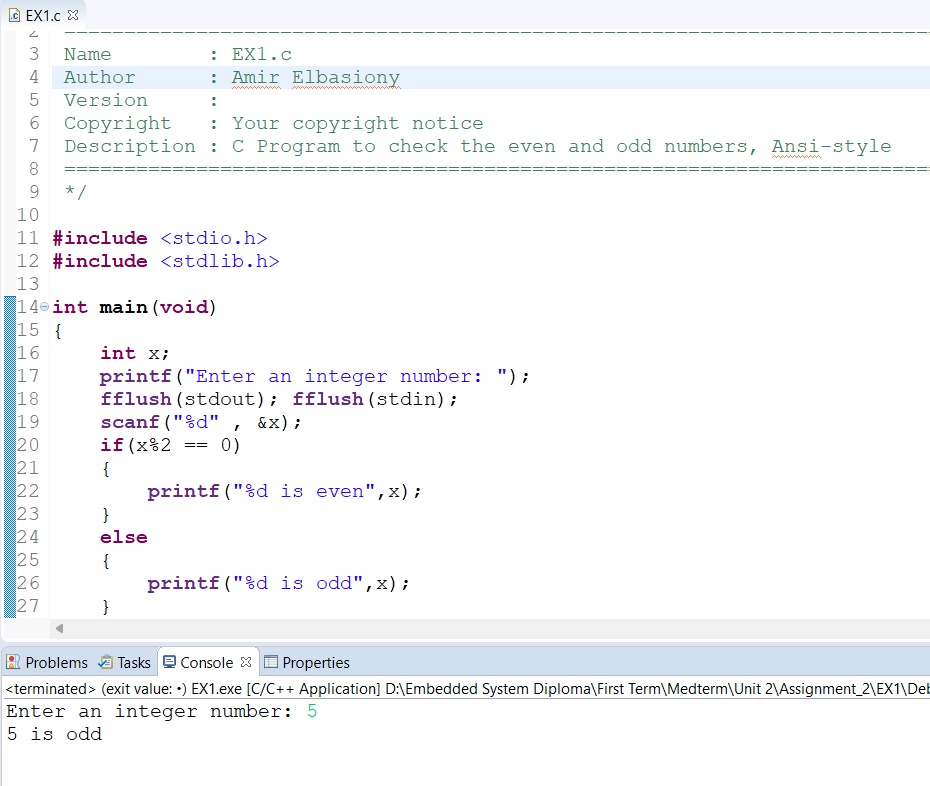 EX1.c
2 ==========================================================================
3 Name        : EX1.c
4 Author      : Amir Elbasiony
5 Version     :
6 Copyright   : Your copyright notice
7 Description : C Program to check the even and odd numbers, Ansi-style
8 ==========================================================================
9 */
10
11 #include <stdio.h>
12 #include <stdlib.h>
13
14 int main(void)
15 {
16     int x;
17     printf("Enter an integer number: ");
18     fflush(stdout); fflush(stdin);
19     scanf("%d" , &x);
20     if(x%2 == 0)
21     {
22         printf("%d is even",x);
23     }
24     else
25     {
26         printf("%d is odd",x);
27     }
Problems Tasks Console Properties
<terminated> (exit value: •) EX1.exe [C/C++ Application] D:\Embedded System Diploma\First Term\Medterm\Unit 2\Assignment_2\EX1\Deb
Enter an integer number: 5
5 is odd